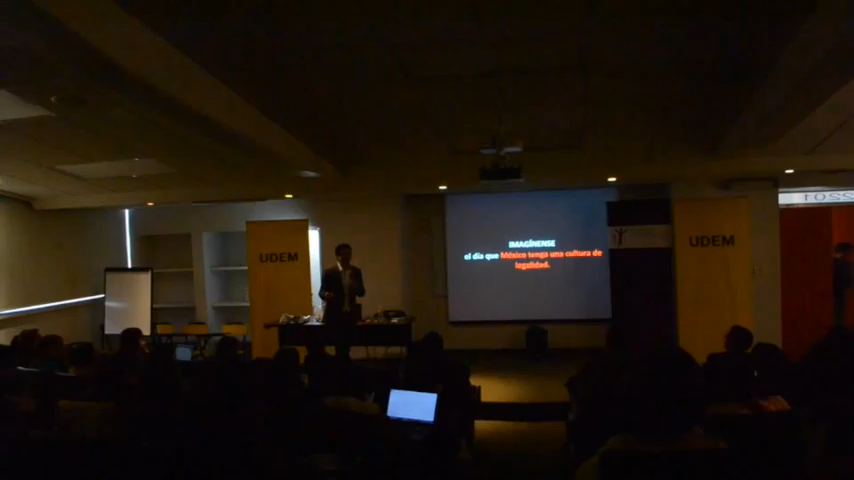 UDEM
IMAGÍNENSE
el día que México tenga una cultura de
legalidad.
UDEM